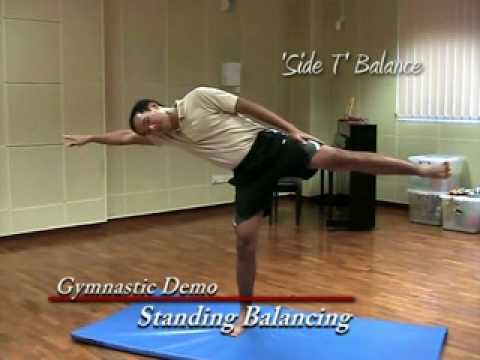 'Side T' Balance
Gymnastic Demo
Standing Balancing